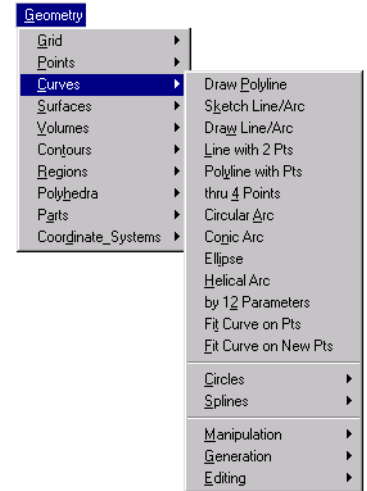 Geometry
Grid
Points
Curves
Surfaces
Volumes
Contours
Regions
Polyhedra
Parts
Coordinate_Systems
Draw Polyline
Sketch Line/Arc
Draw Line/Arc
Line with 2 Pts
Polyline with Pts
thru 4 Points
Circular Arc
Conic Arc
Ellipse
Helical Arc
by 12 Parameters
Fit Curve on Pts
Fit Curve on New Pts
Circles
Splines
Manipulation
Generation
Editing